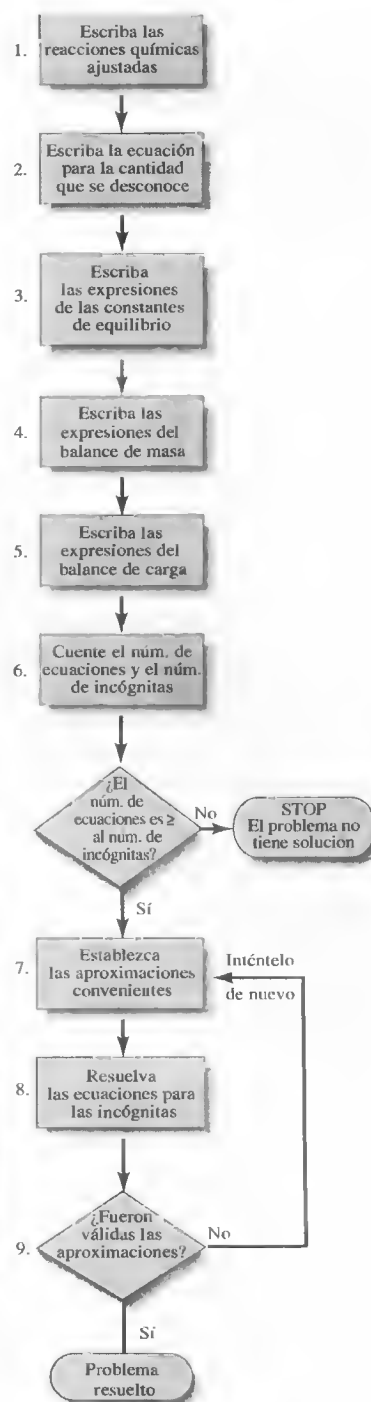 1. Escriba las
reacciones químicas
ajustadas
2. Escriba la ecuación
para la cantidad
que se desconoce
3. Escriba
las expresiones
de las constantes
de equilibrio
4. Escriba las
expresiones del
balance de masa
5. Escriba las
expresiones del
balance de carga
6. Cuente el núm. de
ecuaciones y el núm.
de incógnitas
¿El
núm. de
ecuaciones es ≥
al num. de
incógnitas?
No
STOP
El problema no
tiene solucion
Sí
7. Establezca
las aproximaciones
convenientes
Inténtelo
de nuevo
8. Resuelva
las ecuaciones para
las incógnitas
9. ¿Fueron
válidas las
aproximaciones?
No
Sí
Problema
resuelto